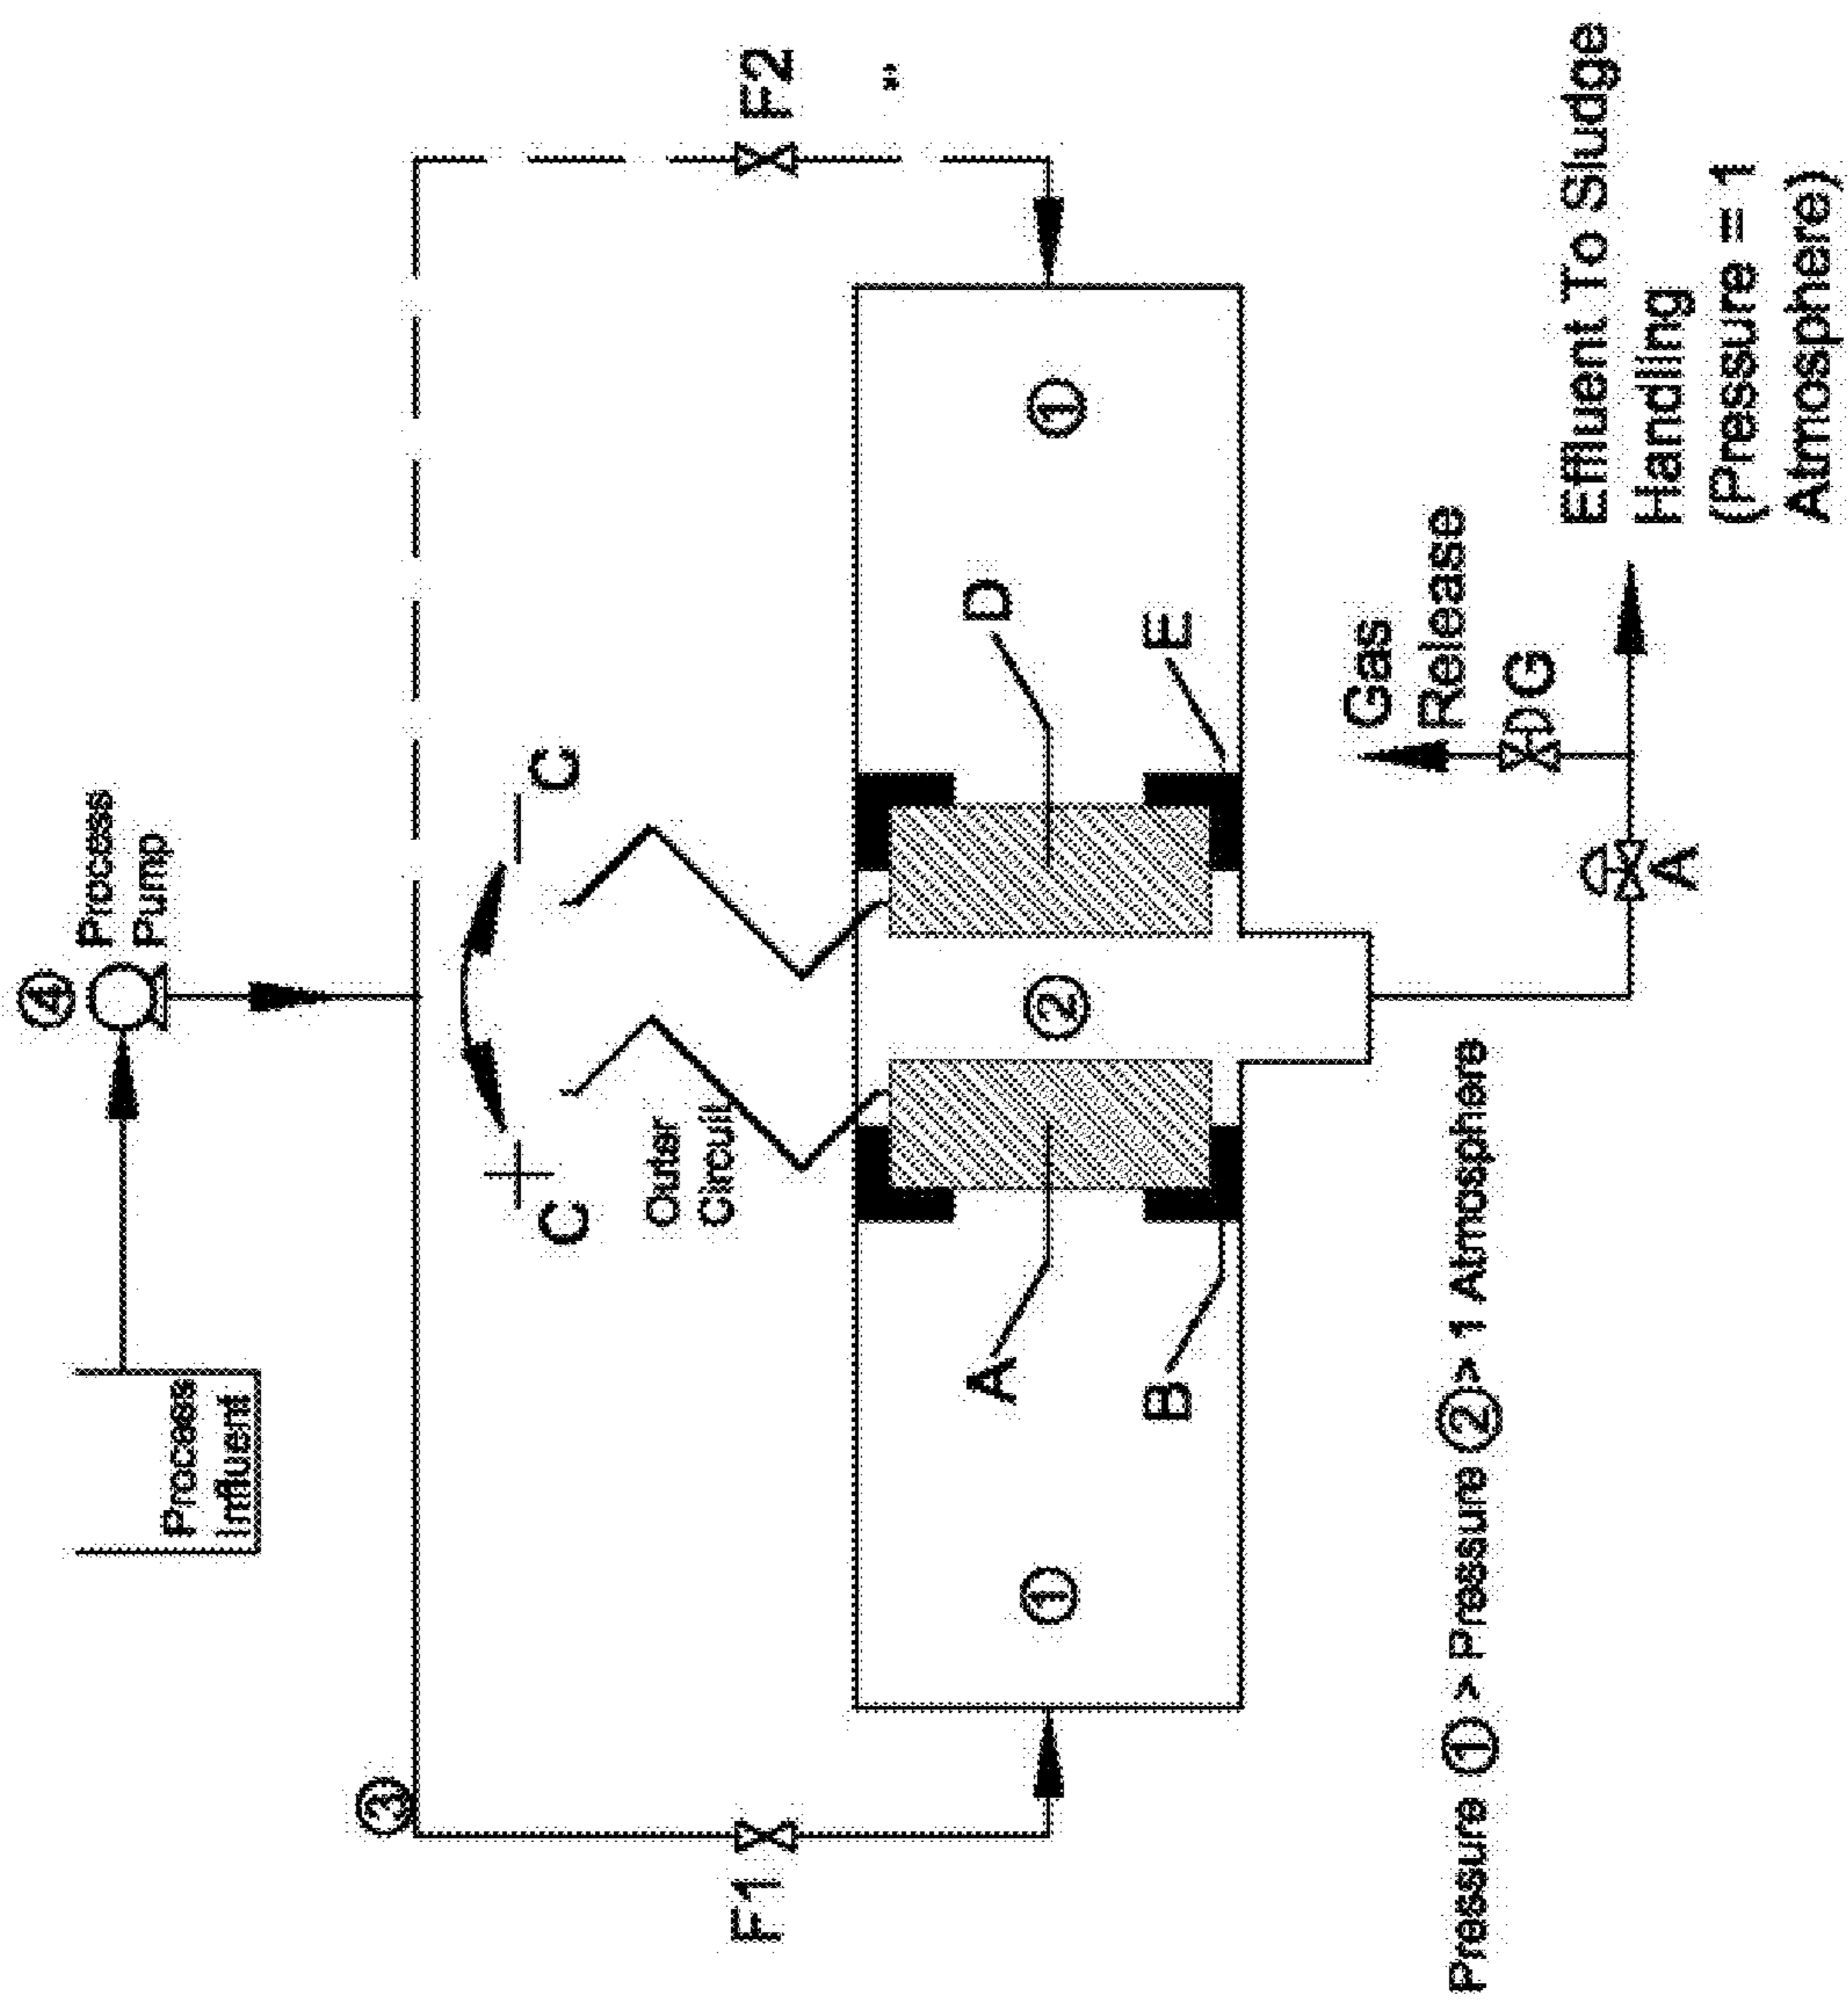 ④
Process
Pump
Process
Influent
③
C
C
Outer
Circuit
F1
F2
"
①
A
B
②
D
E
①
Gas
Release
G
A
Effluent To Sludge
Handling
(Pressure = 1
Atmosphere)
Pressure ① > Pressure ② > 1 Atmosphere